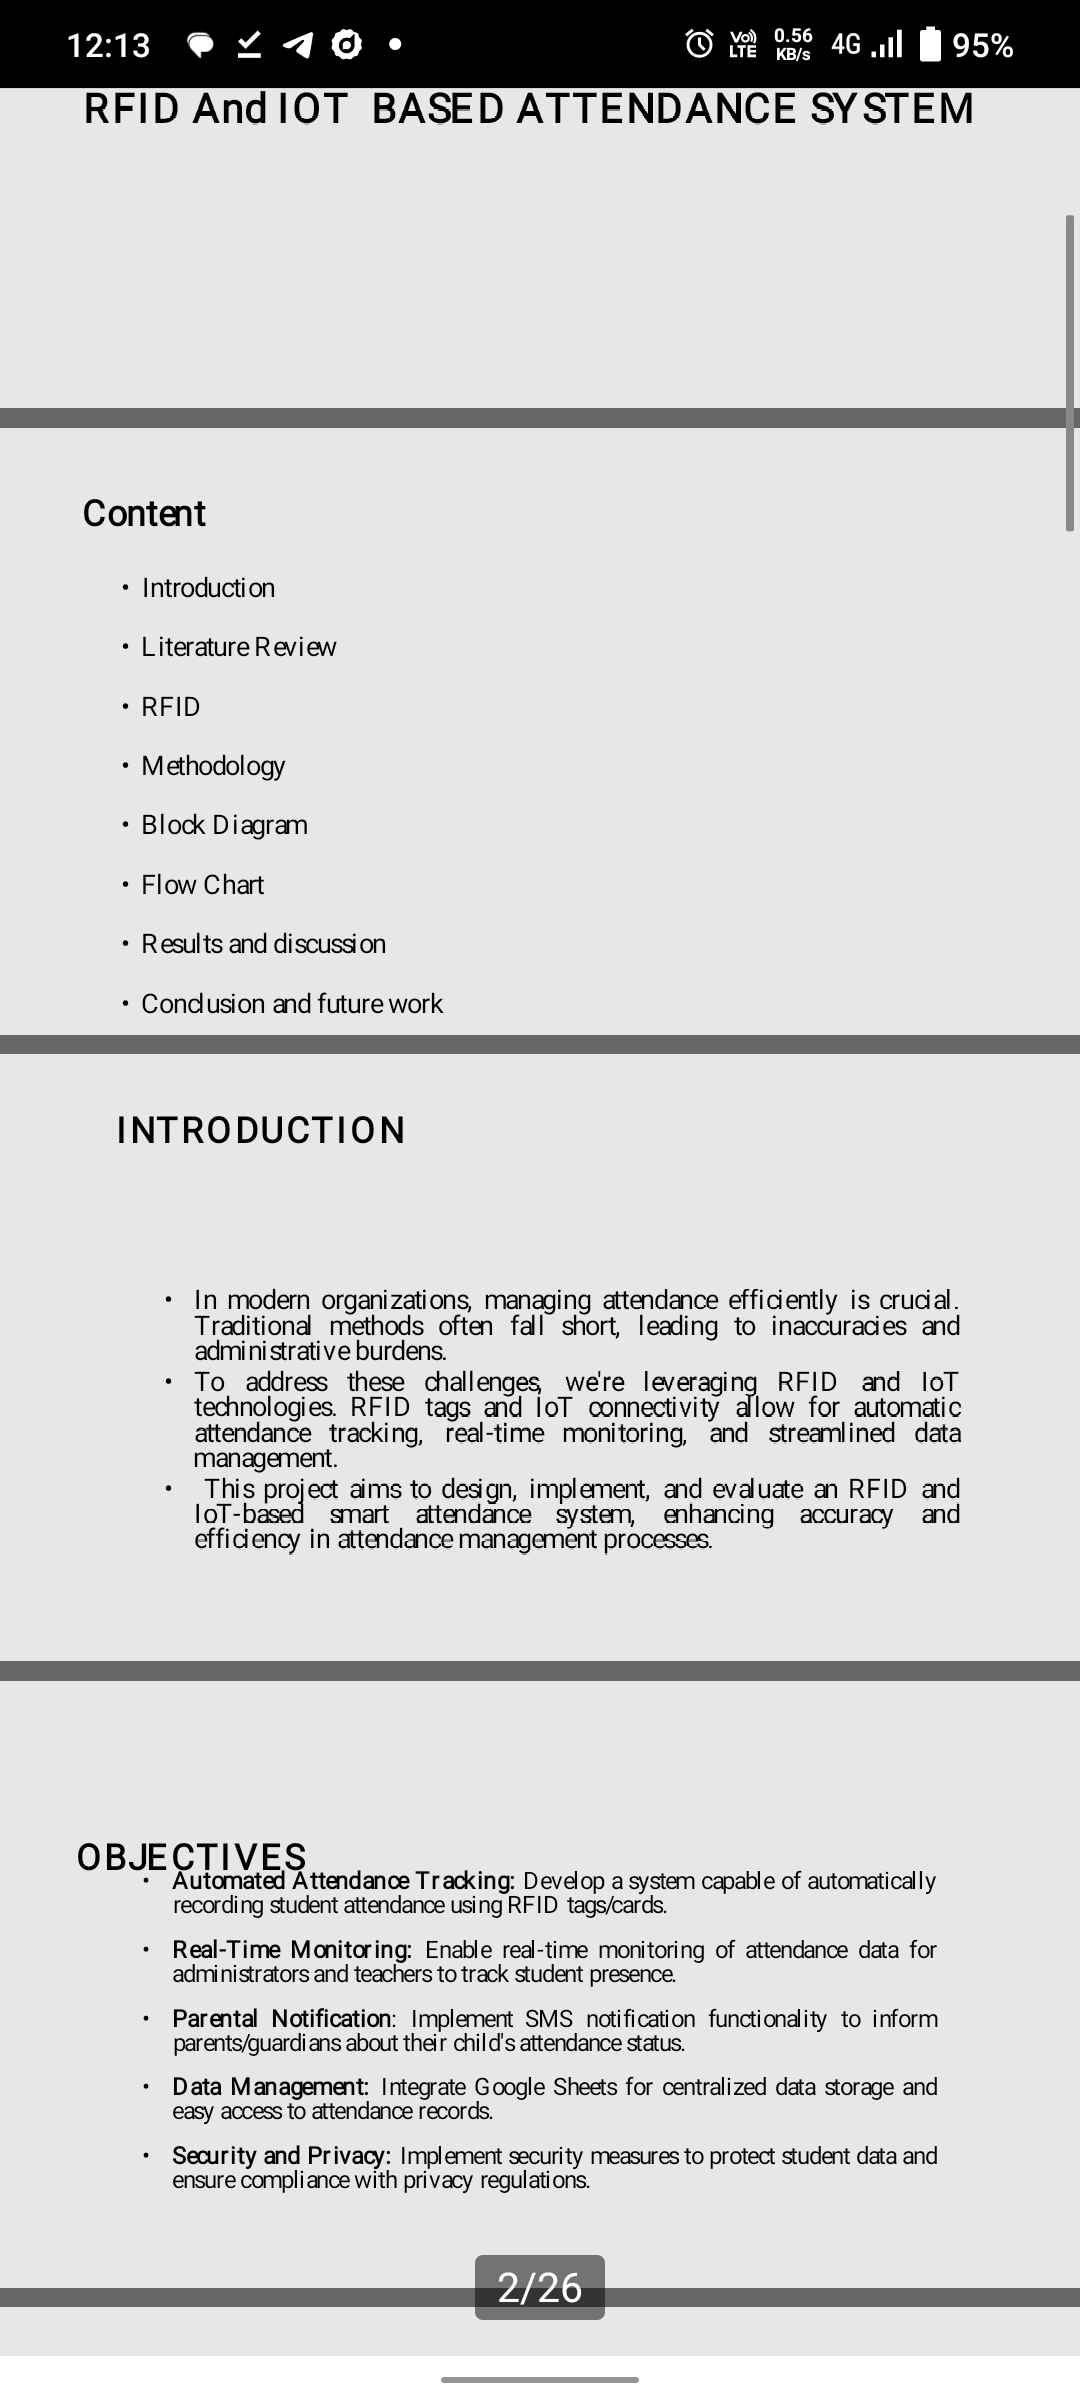 12:13
Vo)) LTE
0.56 KB/s
4G
95%
RFID And IOT BASED ATTENDANCE SYSTEM
Content
• Introduction
• Literature Review
• RFID
• Methodology
• Block Diagram
• Flow Chart
• Results and discussion
• Conclusion and future work
INTRODUCTION
• In modern organizations, managing attendance efficiently is crucial.
Traditional methods often fall short, leading to inaccuracies and
administrative burdens.
• To address these challenges, we're leveraging RFID and IoT
technologies. RFID tags and IoT connectivity allow for automatic
attendance tracking, real-time monitoring, and streamlined data
management.
• This project aims to design, implement, and evaluate an RFID and
IoT-based smart attendance system, enhancing accuracy and
efficiency in attendance management processes.
OBJECTIVES
• Automated Attendance Tracking: Develop a system capable of automatically
recording student attendance using RFID tags/cards.
• Real-Time Monitoring: Enable real-time monitoring of attendance data for
administrators and teachers to track student presence.
• Parental Notification: Implement SMS notification functionality to inform
parents/guardians about their child's attendance status.
• Data Management: Integrate Google Sheets for centralized data storage and
easy access to attendance records.
• Security and Privacy: Implement security measures to protect student data and
ensure compliance with privacy regulations.
2/26